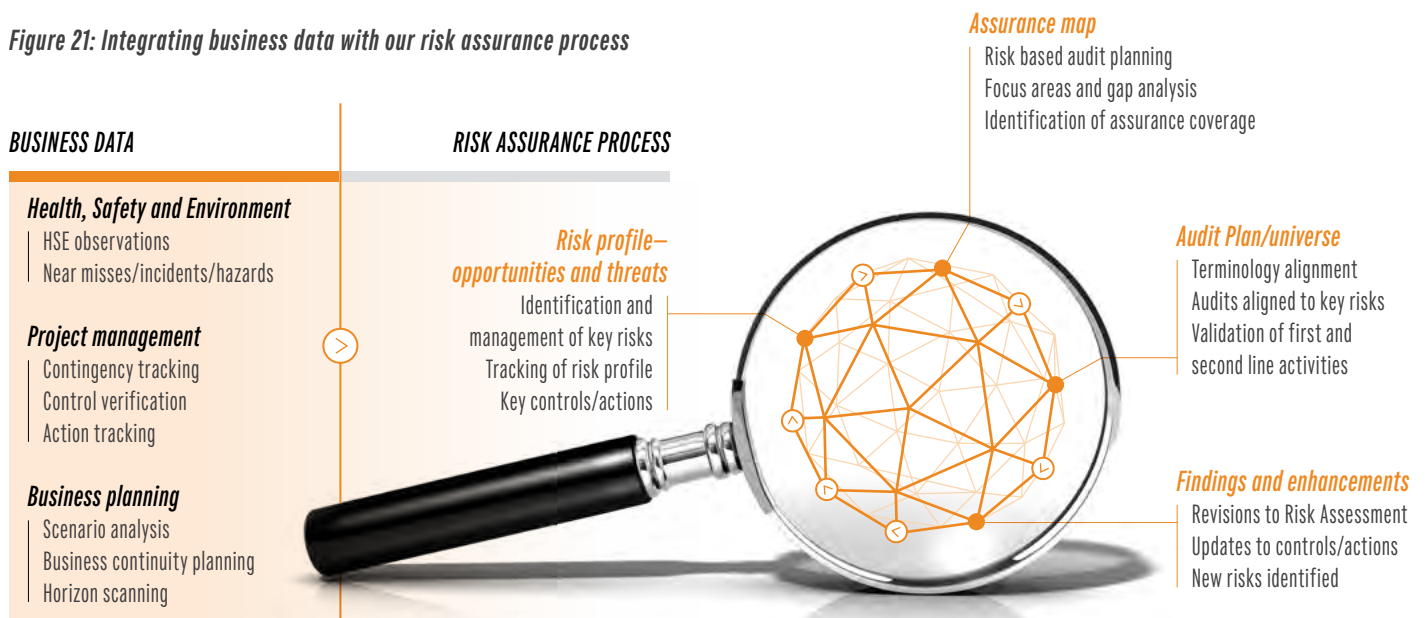 Figure 21: Integrating business data with our risk assurance process
BUSINESS DATA
Health, Safety and Environment
HSE observations
Near misses/incidents/hazards
Project management
Contingency tracking
Control verification
Action tracking
Business planning
Scenario analysis
Business continuity planning
Horizon scanning
RISK ASSURANCE PROCESS
Risk profile–
opportunities and threats
Identification and
management of key risks
Tracking of risk profile
Key controls/actions
Assurance map
Risk based audit planning
Focus areas and gap analysis
Identification of assurance coverage
Audit Plan/universe
Terminology alignment
Audits aligned to key risks
Validation of first and
second line activities
Findings and enhancements
Revisions to Risk Assessment
Updates to controls/actions
New risks identified